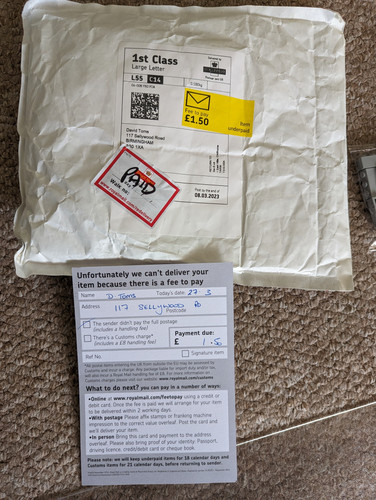 1st Class
Large Letter
L55 C14
Fee to pay
£1.50
Item
underpaid
David Toms
117 Sellywood Road
BIRMINGHAM
Post by the end of
08.03.2023
PAID
Walk no:
Unfortunately we can't deliver your
item because there is a fee to pay
Name D. Toms Today's date: 27 3
Address 117 SELLYWOOD RD
Postcode
The sender didn't pay the full postage
(includes a handling fee)
There's a Customs charge*
(includes a £8 handling fee)
Payment due:
£ 1.50
Ref No.
Signature item
What to do next? you can pay in a number of ways:
•Online at www.royalmail.com/feetopay using a credit or
debit card. Once the fee is paid we will arrange for your item
to be delivered within 2 working days.
•With postage Please affix stamps or franking machine
impression to the correct value overleaf. Post the card and
we'll deliver your item.
•In person Bring this card and payment to the address
overleaf. Please also bring proof of your identity: Passport,
driving licence, credit/debit card or cheque book.
Please note: we will keep underpaid items for 18 calendar days and
Customs items for 21 calendar days, before returning to sender.